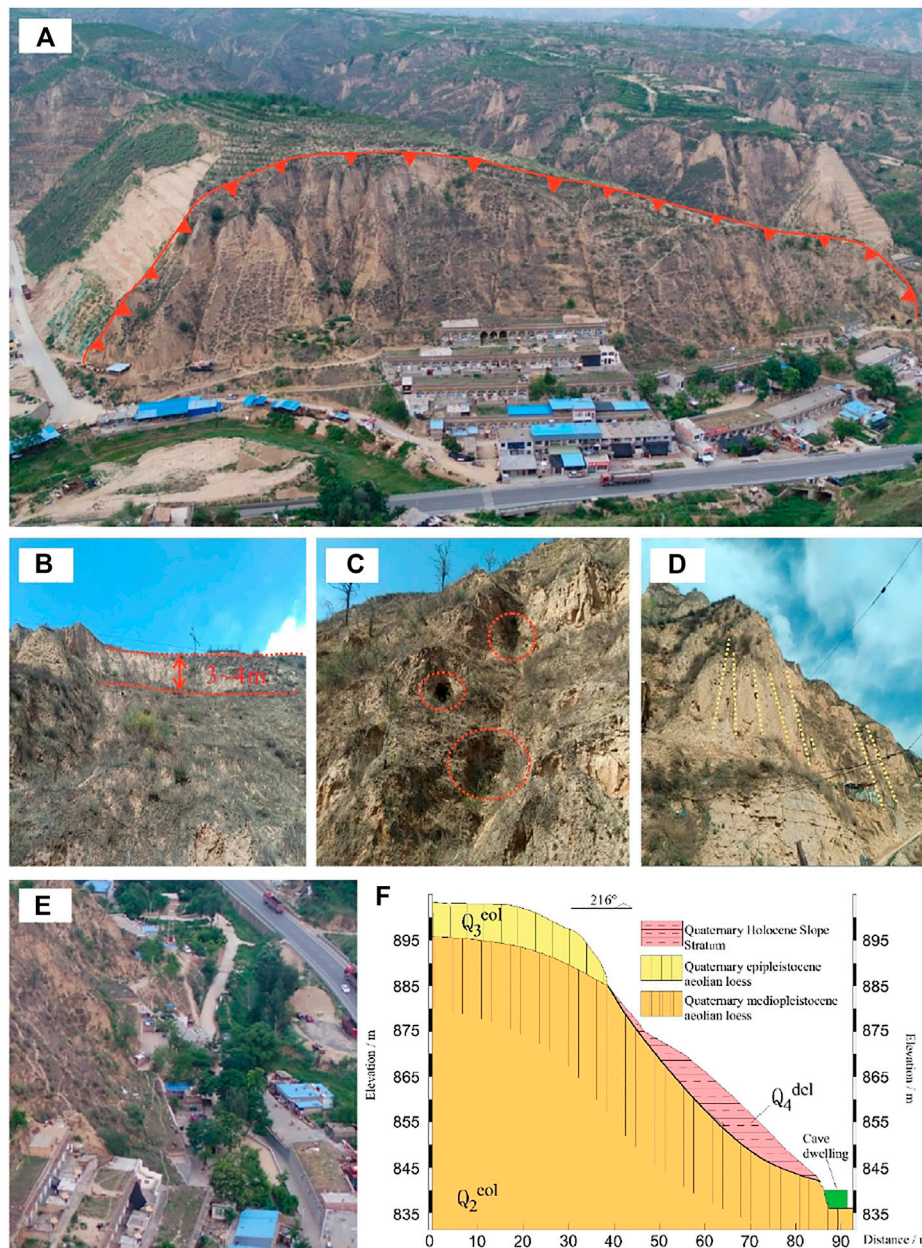 A
B
3~4m
C
D
E
F
216°
Q₃ᵉᵒˡ
Quaternary Holocene Slope
Stratum
Quaternary epipleistocene
aeolian loess
Quaternary mediopleistocene
aeolian loess
895
885
875
865
855
845
835
Elevation / m
Q₄ᵈᵉˡ
Cave
dwelling
Q₂ᵉᵒˡ
895
885
875
865
855
845
835
Elevation / m
0 10 20 30 40 50 60 70 80 90 Distance / m